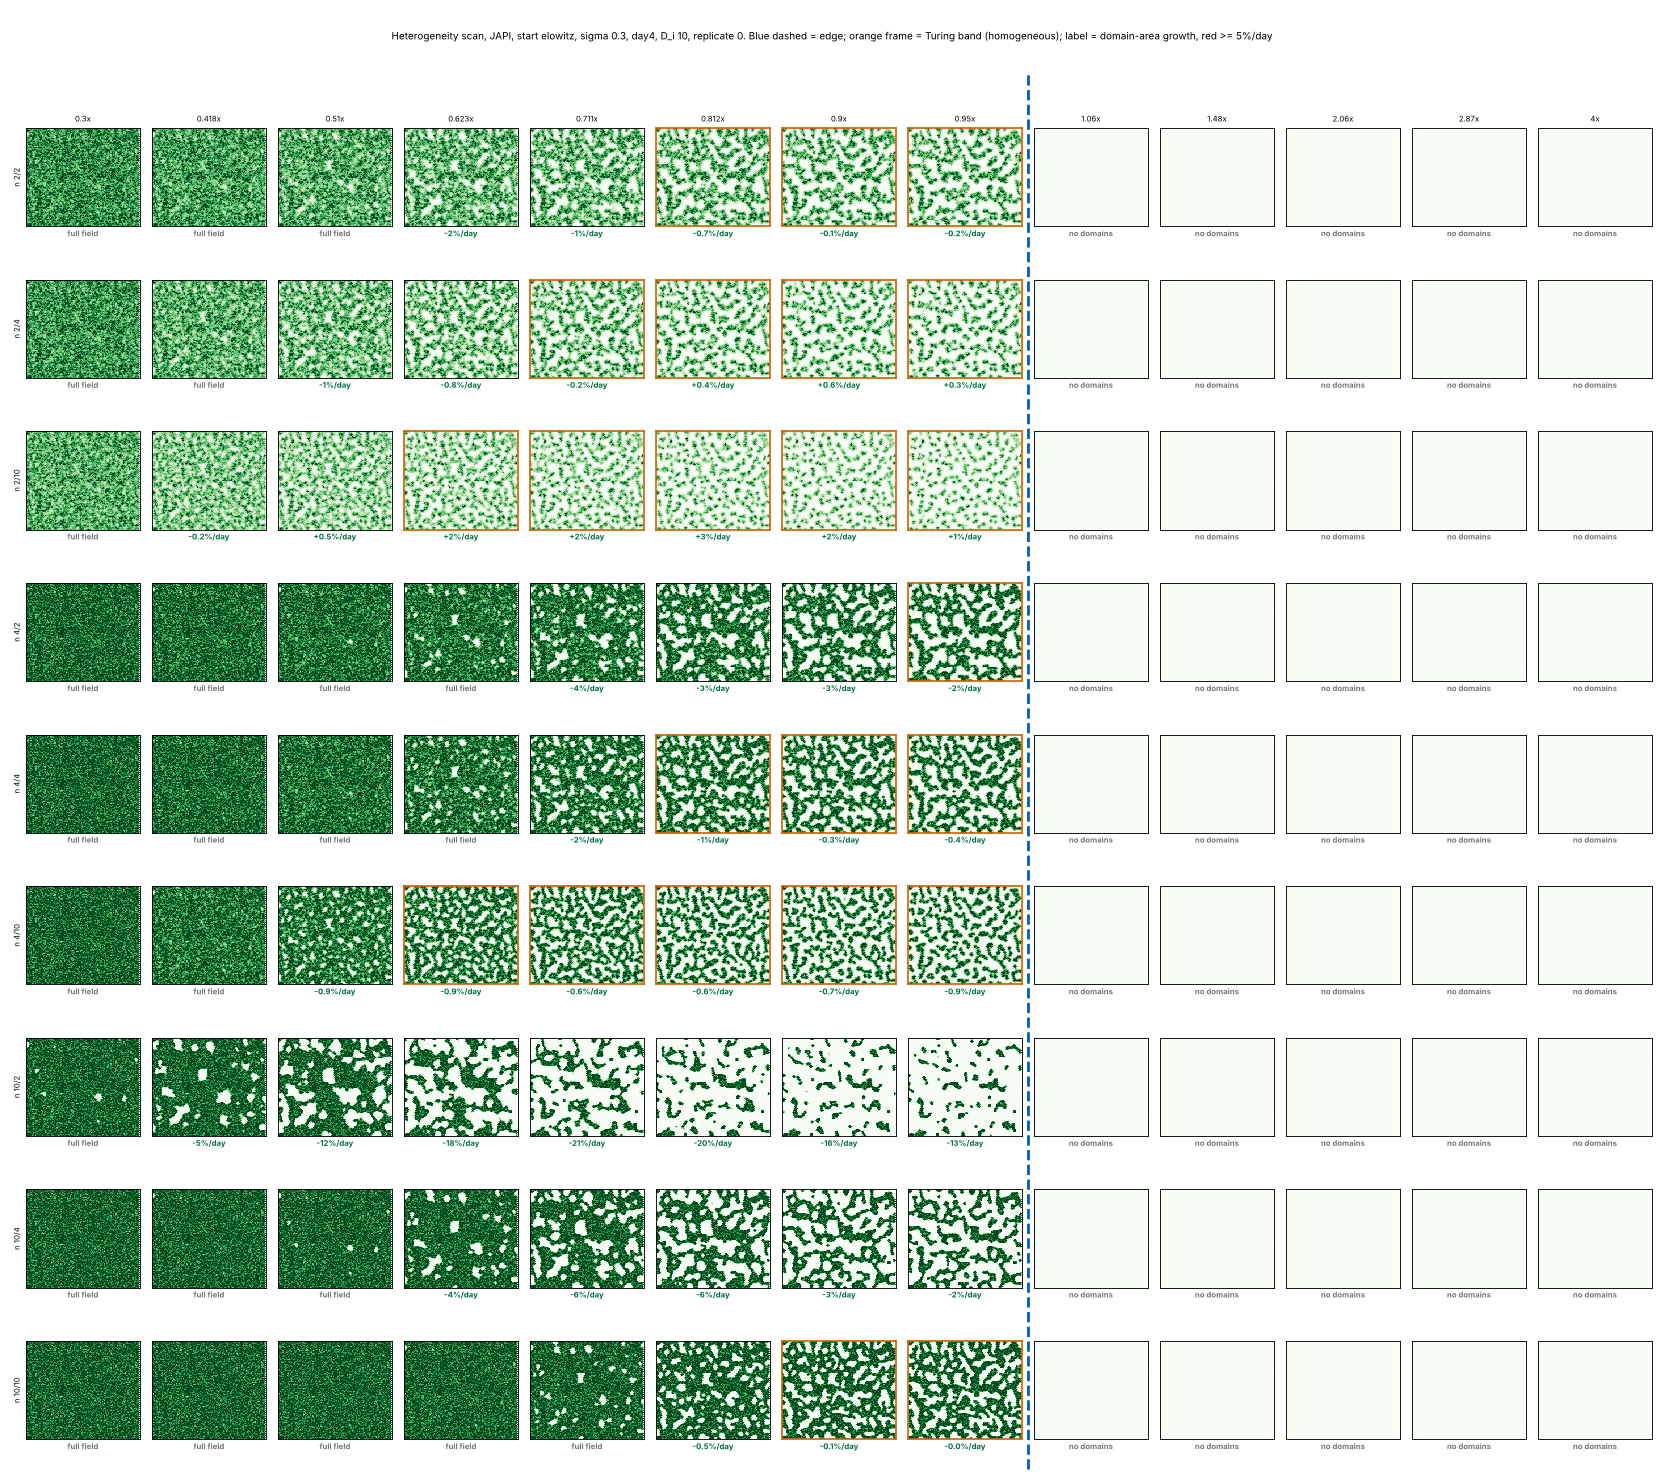 Heterogeneity scan, JAPI, start elowitz, sigma 0.3, day4, D_i 10, replicate 0. Blue dashed = edge; orange frame = Turing band (homogeneous); label = domain-area growth, red >= 5%/day
0.3x 0.418x 0.51x 0.623x 0.711x 0.812x 0.9x 0.95x 1.06x 1.48x 2.06x 2.87x 4x
n 2/2
full field full field full field -2%/day -1%/day -0.7%/day -0.1%/day -0.2%/day no domains no domains no domains no domains no domains
n 2/4
full field full field -1%/day -0.8%/day -0.2%/day +0.4%/day +0.6%/day +0.3%/day no domains no domains no domains no domains no domains
n 2/10
full field -0.2%/day +0.5%/day +2%/day +2%/day +3%/day +2%/day +1%/day no domains no domains no domains no domains no domains
n 4/2
full field full field full field full field -4%/day -3%/day -3%/day -2%/day no domains no domains no domains no domains no domains
n 4/4
full field full field full field full field -2%/day -1%/day -0.3%/day -0.4%/day no domains no domains no domains no domains no domains
n 4/10
full field full field -0.9%/day -0.9%/day -0.6%/day -0.6%/day -0.7%/day -0.9%/day no domains no domains no domains no domains no domains
n 10/2
full field -5%/day -12%/day -18%/day -21%/day -20%/day -16%/day -13%/day no domains no domains no domains no domains no domains
n 10/4
full field full field full field -4%/day -6%/day -6%/day -3%/day -2%/day no domains no domains no domains no domains no domains
n 10/10
full field full field full field full field full field -0.5%/day -0.1%/day -0.0%/day no domains no domains no domains no domains no domains